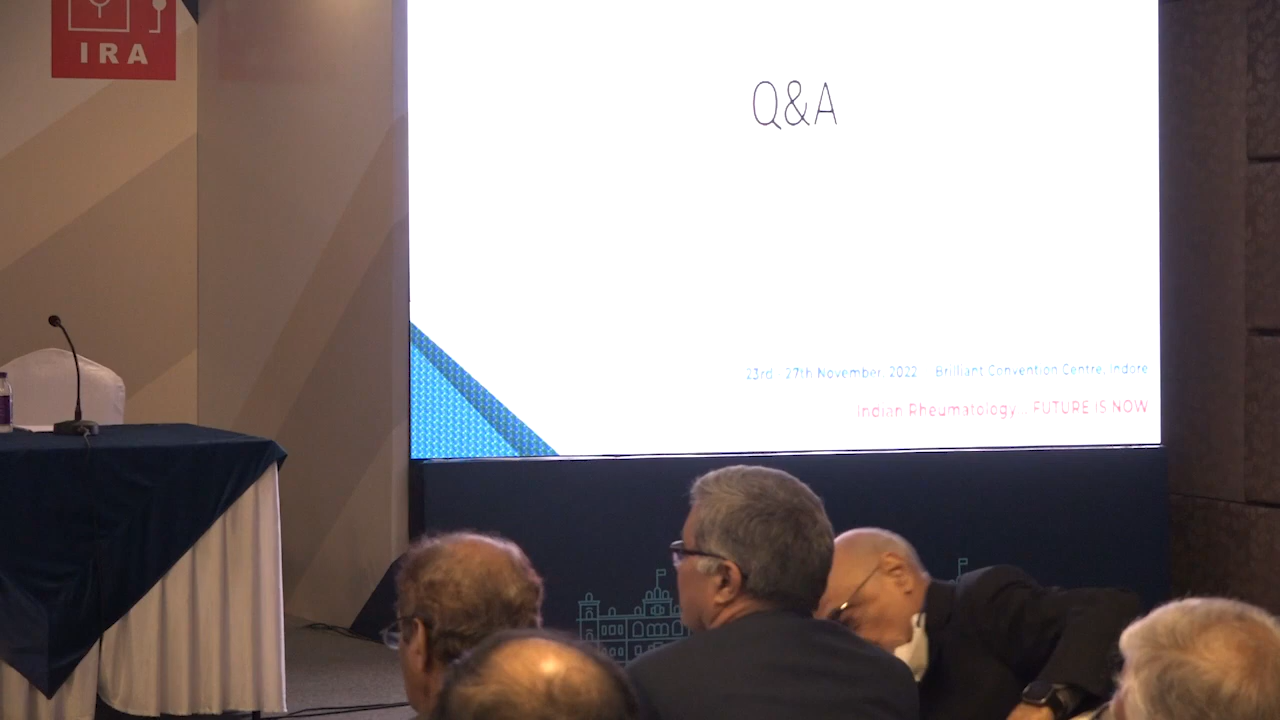 IRA
Q&A
23rd - 27th November, 2022 Brilliant Convention Centre, Indore
Indian Rheumatology... FUTURE IS NOW